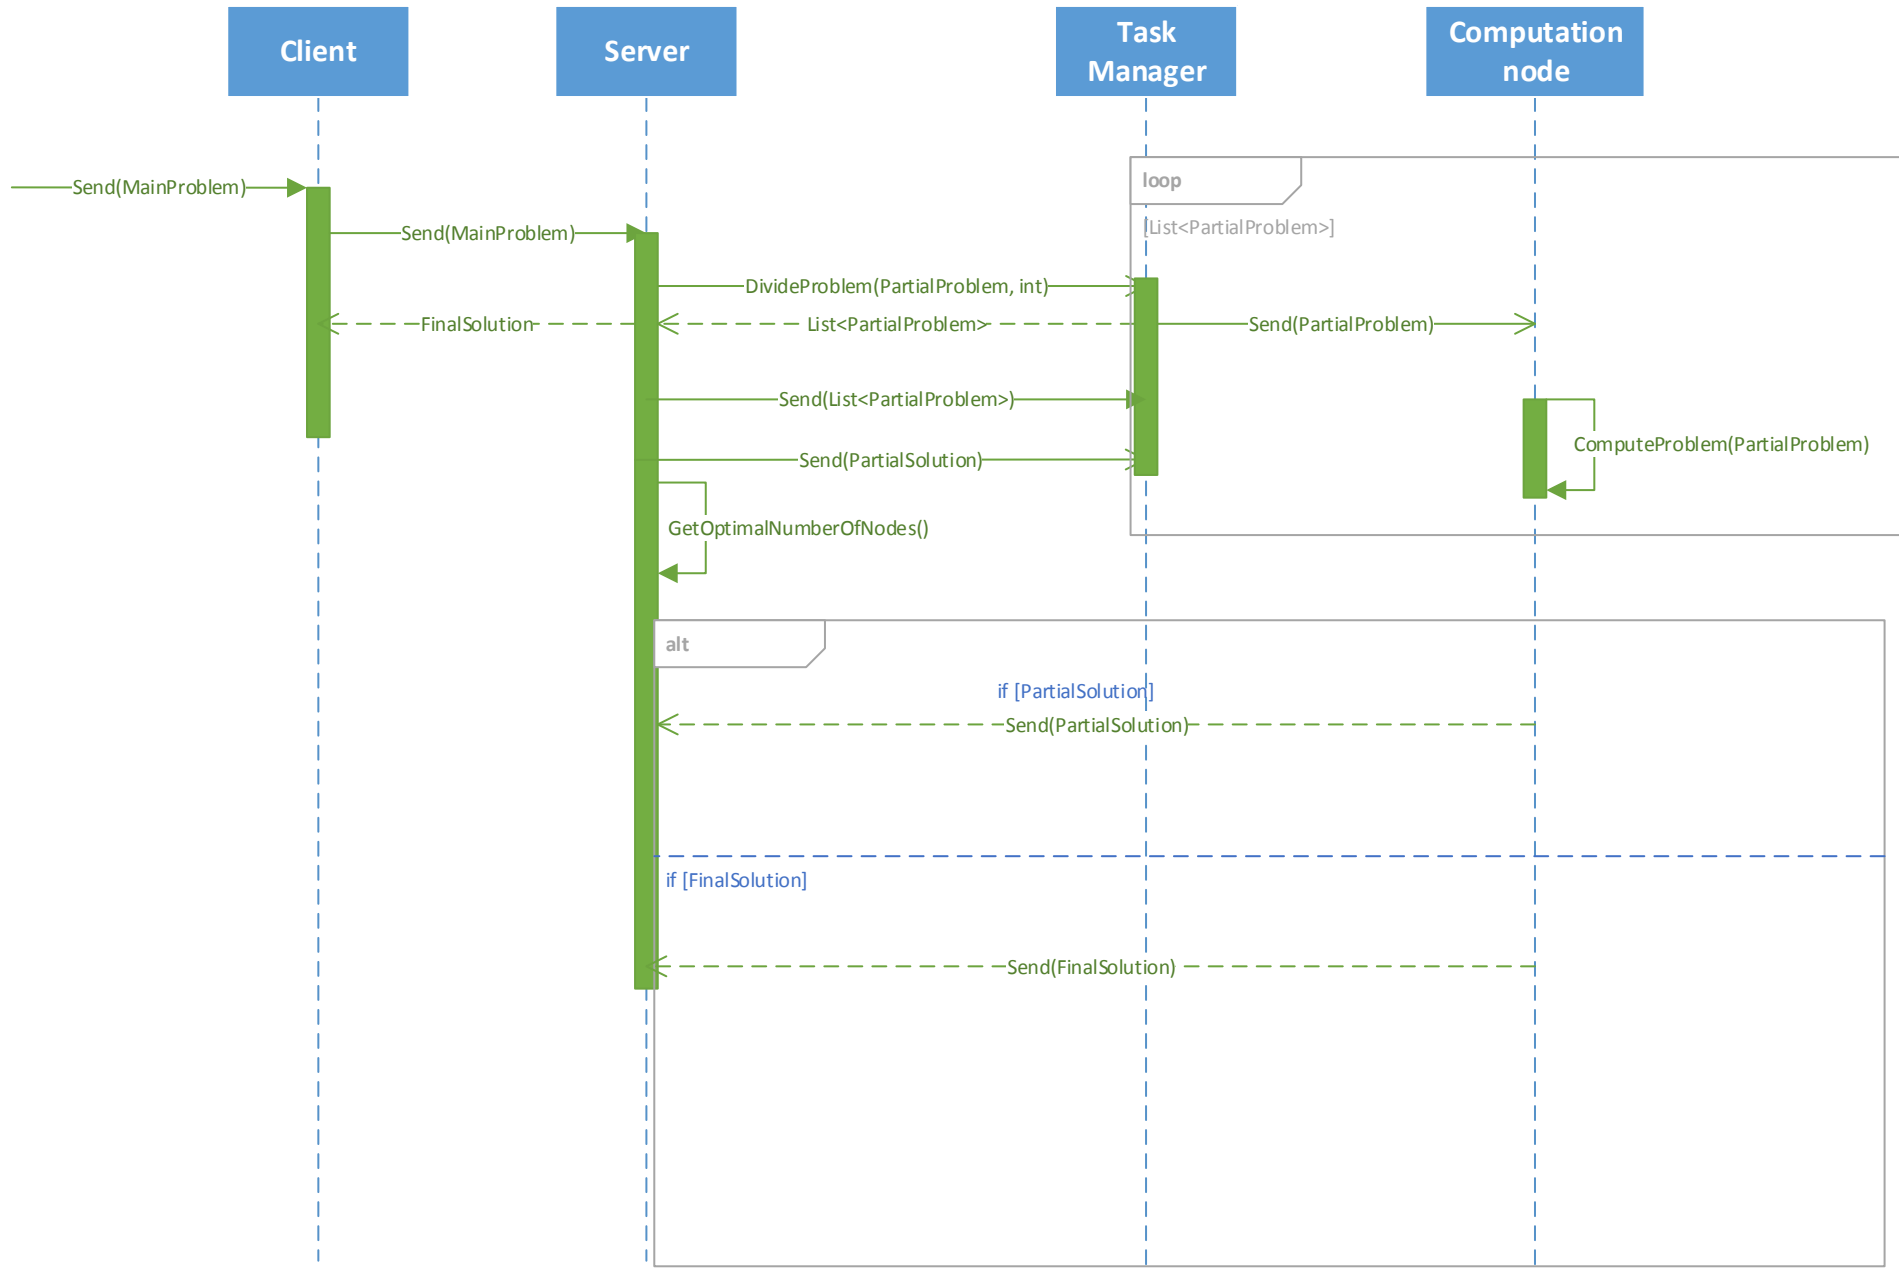 Client
Server
Task
Manager
Computation
node
loop
Send(MainProblem)
[List<PartialProblem>]
Send(MainProblem)
DivideProblem(PartialProblem, int)
FinalSolution
List<PartialProblem>
Send(PartialProblem)
Send(List<PartialProblem>)
ComputeProblem(PartialProblem)
Send(PartialSolution)
GetOptimalNumberOfNodes()
alt
if [PartialSolution]
Send(PartialSolution)
if [FinalSolution]
Send(FinalSolution)